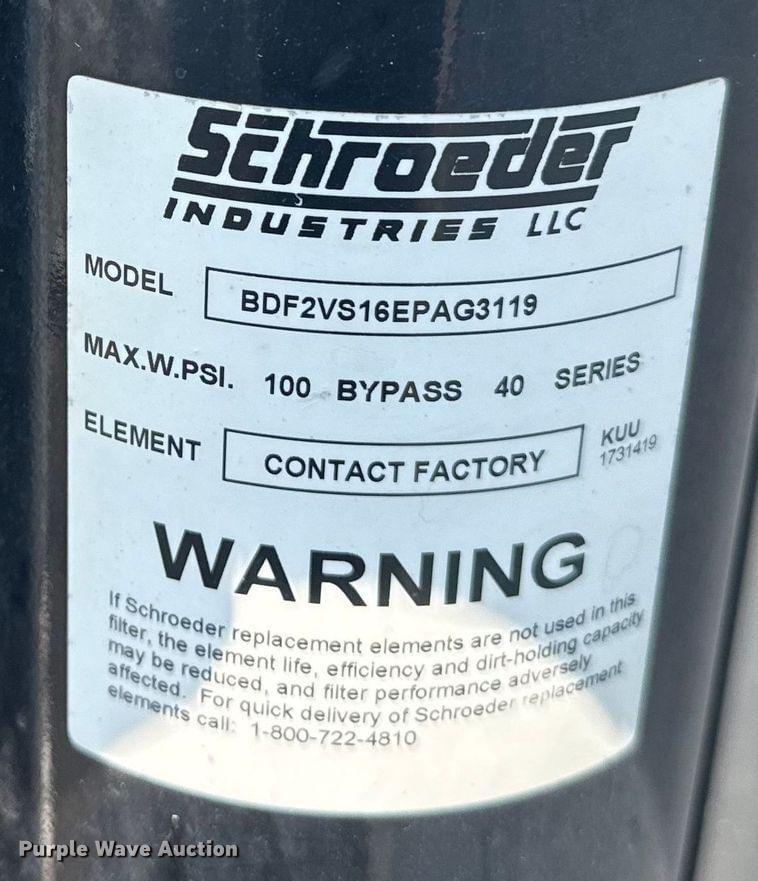 Schroeder
INDUSTRIES LLC
MODEL BDF2VS16EPAG3119
MAX.W.PSI. 100 BYPASS 40 SERIES
ELEMENT CONTACT FACTORY KUU
1731419
WARNING
If Schroeder replacement elements are not used in this
filter, the element life, efficiency and dirt-holding capacity
may be reduced, and filter performance adversely
affected. For quick delivery of Schroeder replacement
elements call: 1-800-722-4810
Purple Wave Auction